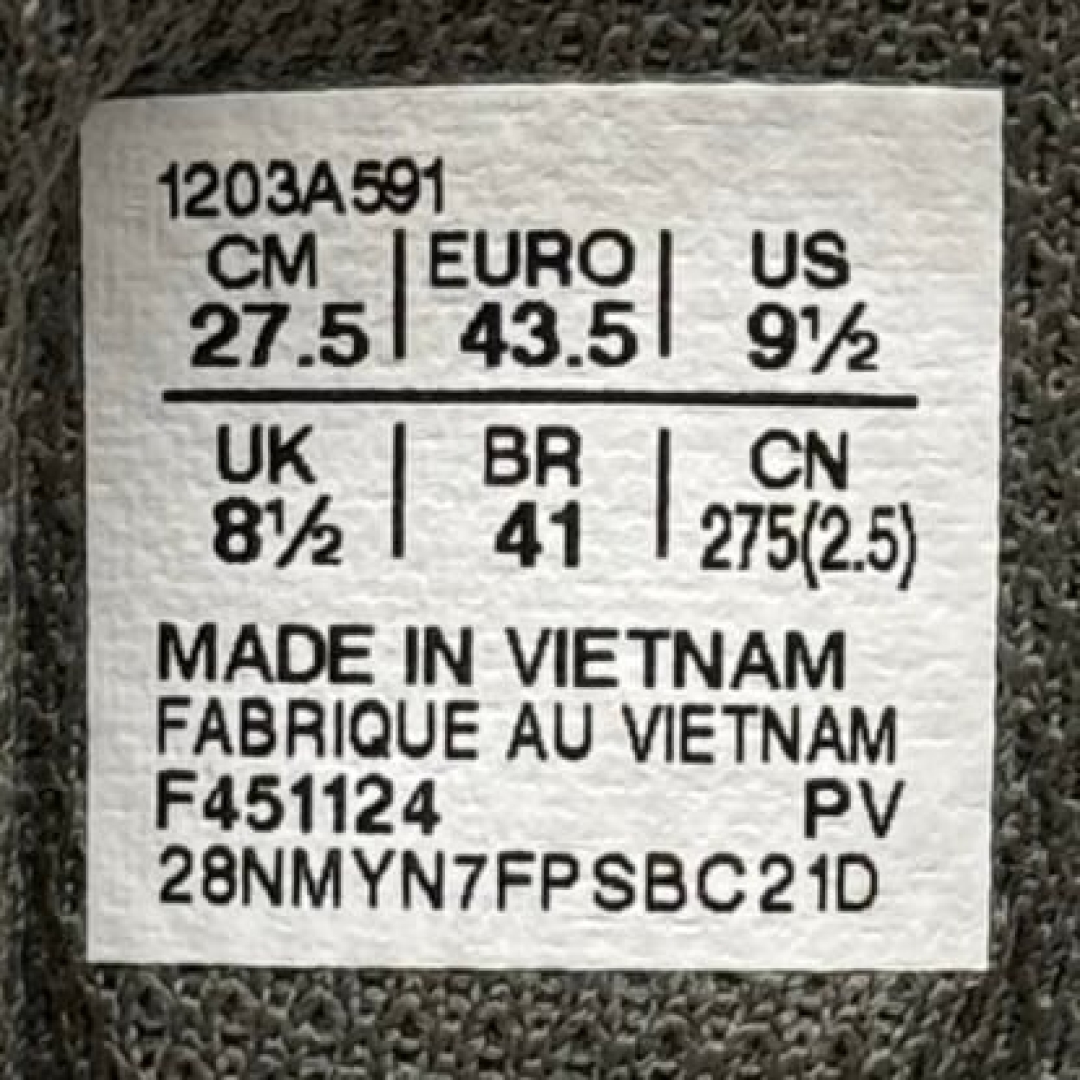 1203A591
CM | EURO | US
27.5 | 43.5 | 9½
UK | BR | CN
8½ | 41 | 275(2.5)
MADE IN VIETNAM
FABRIQUE AU VIETNAM
F451124 PV
28NMYN7FPSBC21D